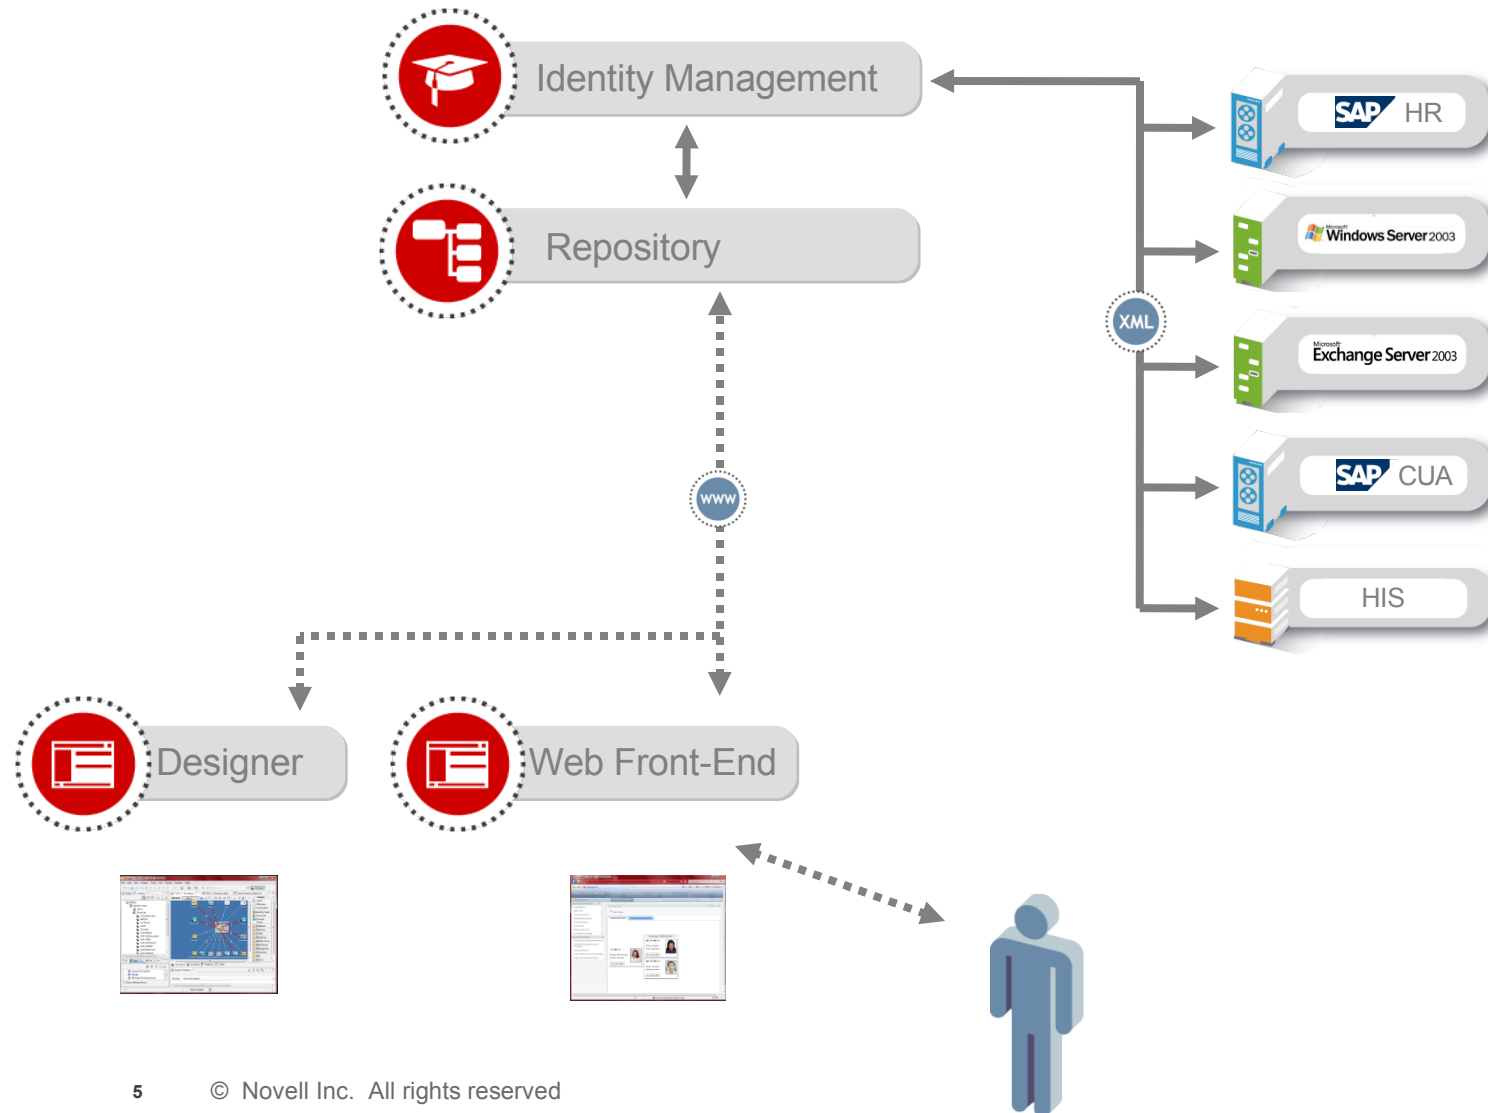 Identity Management
SAP HR
Repository
Microsoft
Windows Server 2003
XML
Microsoft
Exchange Server 2003
SAP CUA
www
HIS
Designer
Web Front-End
5 © Novell Inc. All rights reserved